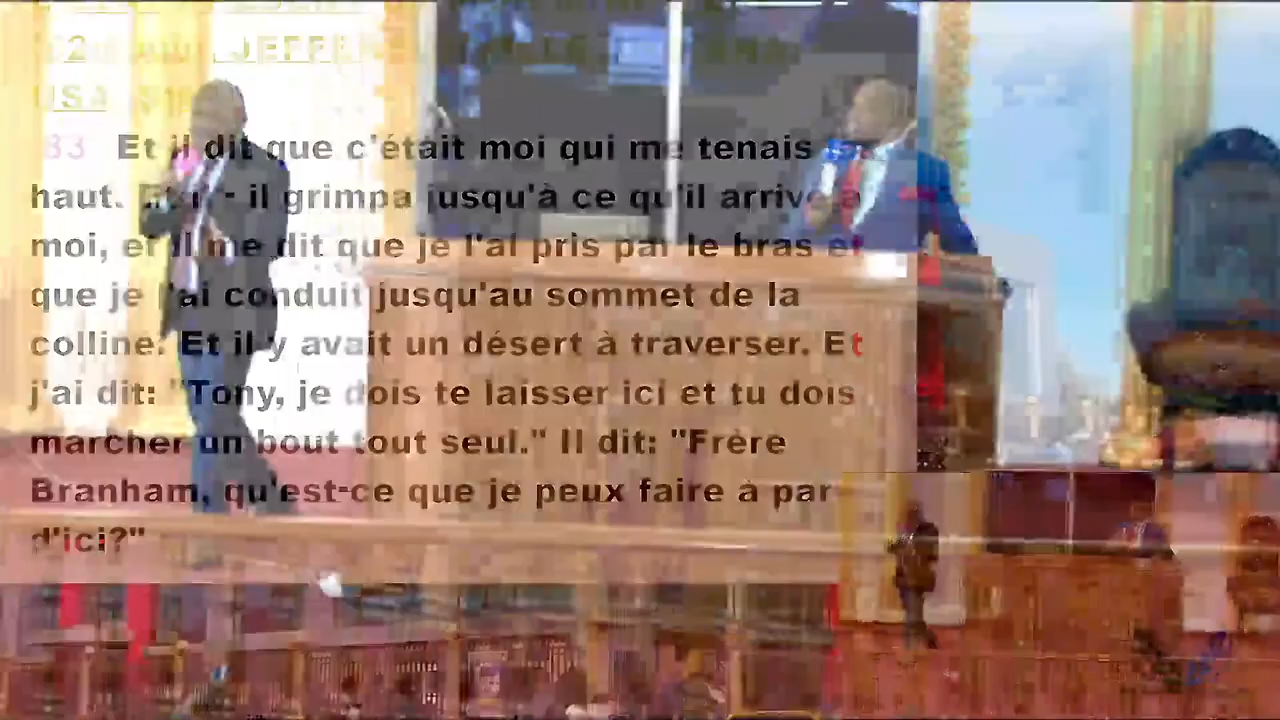 USA
83 Et il dit que c'était moi qui me tenais
haut. - il grimpa jusqu'à ce qu'il arrive à
moi, et il me dit que je l'ai pris par le bras et
que je l'ai conduit jusqu'au sommet de la
colline. Et il y avait un désert à traverser. Et
j'ai dit: "Tony, je dois te laisser ici et tu dois
marcher un bout tout seul." Il dit: "Frère
Branham, qu'est-ce que je peux faire à par
d'ici?"